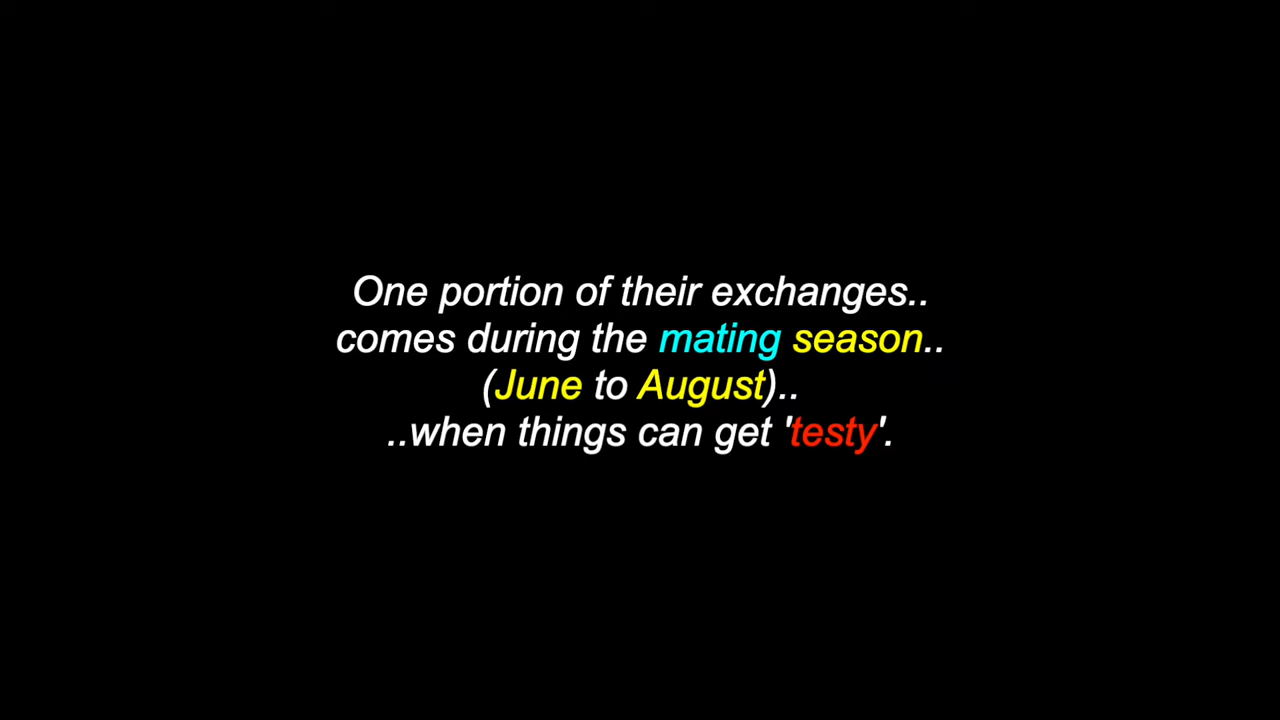 One portion of their exchanges..
comes during the mating season..
(June to August)..
..when things can get 'testy'.